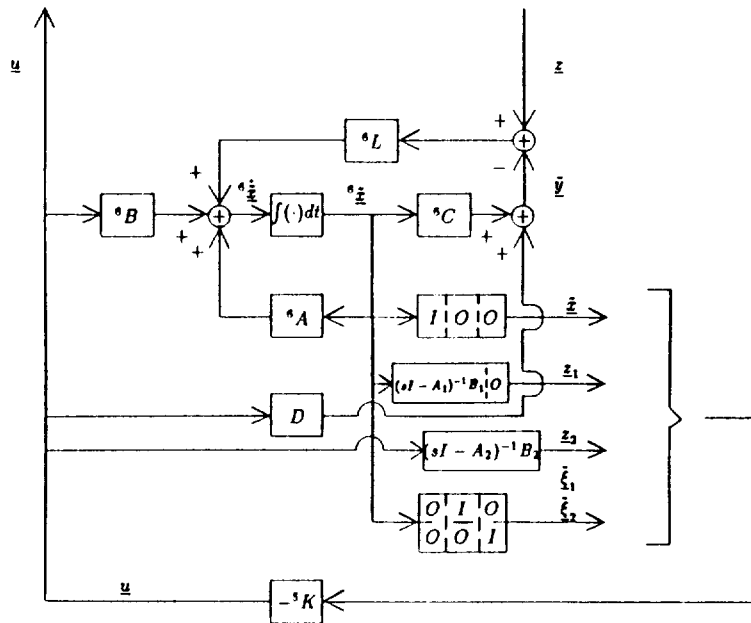 u
z
+
⁶L
+
−
⁶ẋ̂
⁶x̂
ŷ
⁶B
+
+
+
+
∫(·)dt
⁶C
+
+
+
⁶A
I ¦ O ¦ O
x̂
(sI − A₁)⁻¹B₁ ¦ O
z₁
D
(sI − A₂)⁻¹B₂
z₂
ξ̂₁
ξ̂₂
O ¦ I ¦ O
O ¦ O ¦ I
u
−⁵K